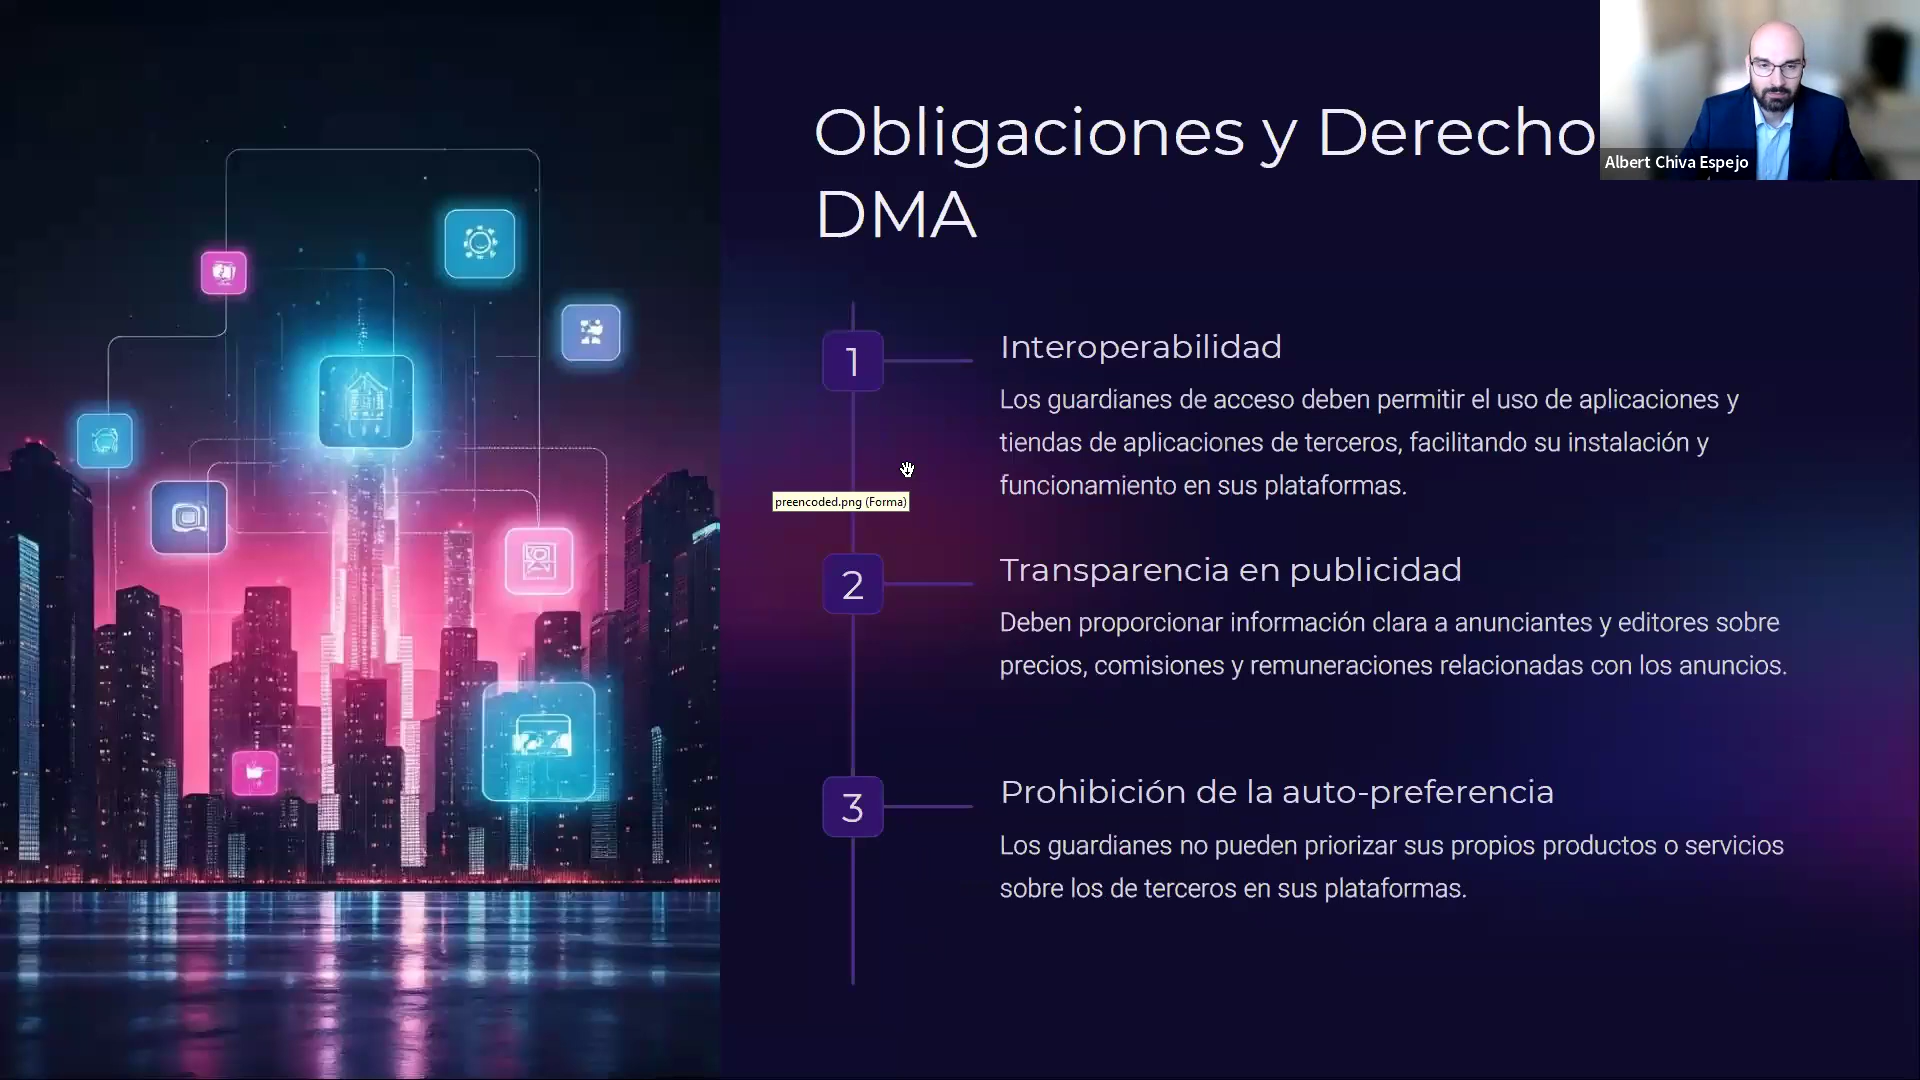 Obligaciones y Derecho
DMA
Albert Chiva Espejo
1
Interoperabilidad
Los guardianes de acceso deben permitir el uso de aplicaciones y
tiendas de aplicaciones de terceros, facilitando su instalación y
funcionamiento en sus plataformas.
preencoded.png (Forma)
2
Transparencia en publicidad
Deben proporcionar información clara a anunciantes y editores sobre
precios, comisiones y remuneraciones relacionadas con los anuncios.
3
Prohibición de la auto-preferencia
Los guardianes no pueden priorizar sus propios productos o servicios
sobre los de terceros en sus plataformas.